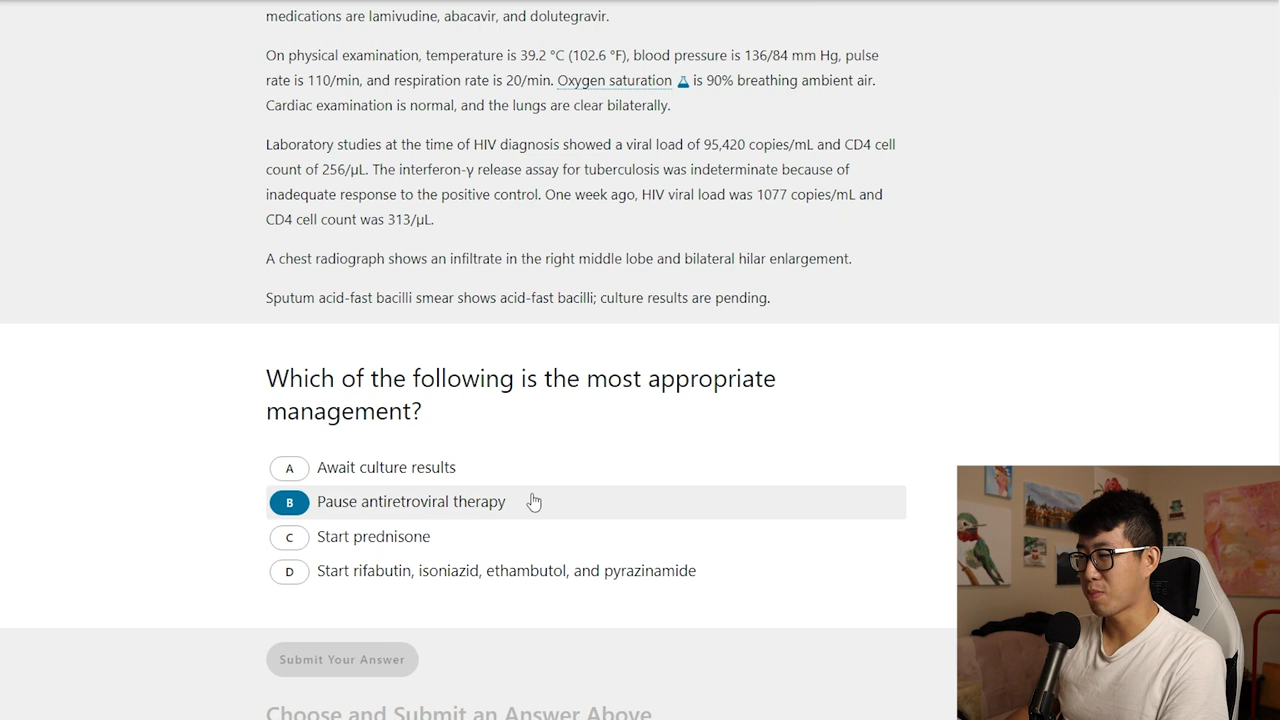 medications are lamivudine, abacavir, and dolutegravir.
On physical examination, temperature is 39.2 °C (102.6 °F), blood pressure is 136/84 mm Hg, pulse
rate is 110/min, and respiration rate is 20/min. Oxygen saturation is 90% breathing ambient air.
Cardiac examination is normal, and the lungs are clear bilaterally.
Laboratory studies at the time of HIV diagnosis showed a viral load of 95,420 copies/mL and CD4 cell
count of 256/µL. The interferon-γ release assay for tuberculosis was indeterminate because of
inadequate response to the positive control. One week ago, HIV viral load was 1077 copies/mL and
CD4 cell count was 313/µL.
A chest radiograph shows an infiltrate in the right middle lobe and bilateral hilar enlargement.
Sputum acid-fast bacilli smear shows acid-fast bacilli; culture results are pending.
Which of the following is the most appropriate
management?
A Await culture results
B Pause antiretroviral therapy
C Start prednisone
D Start rifabutin, isoniazid, ethambutol, and pyrazinamide
Submit Your Answer
Choose and Submit an Answer Above